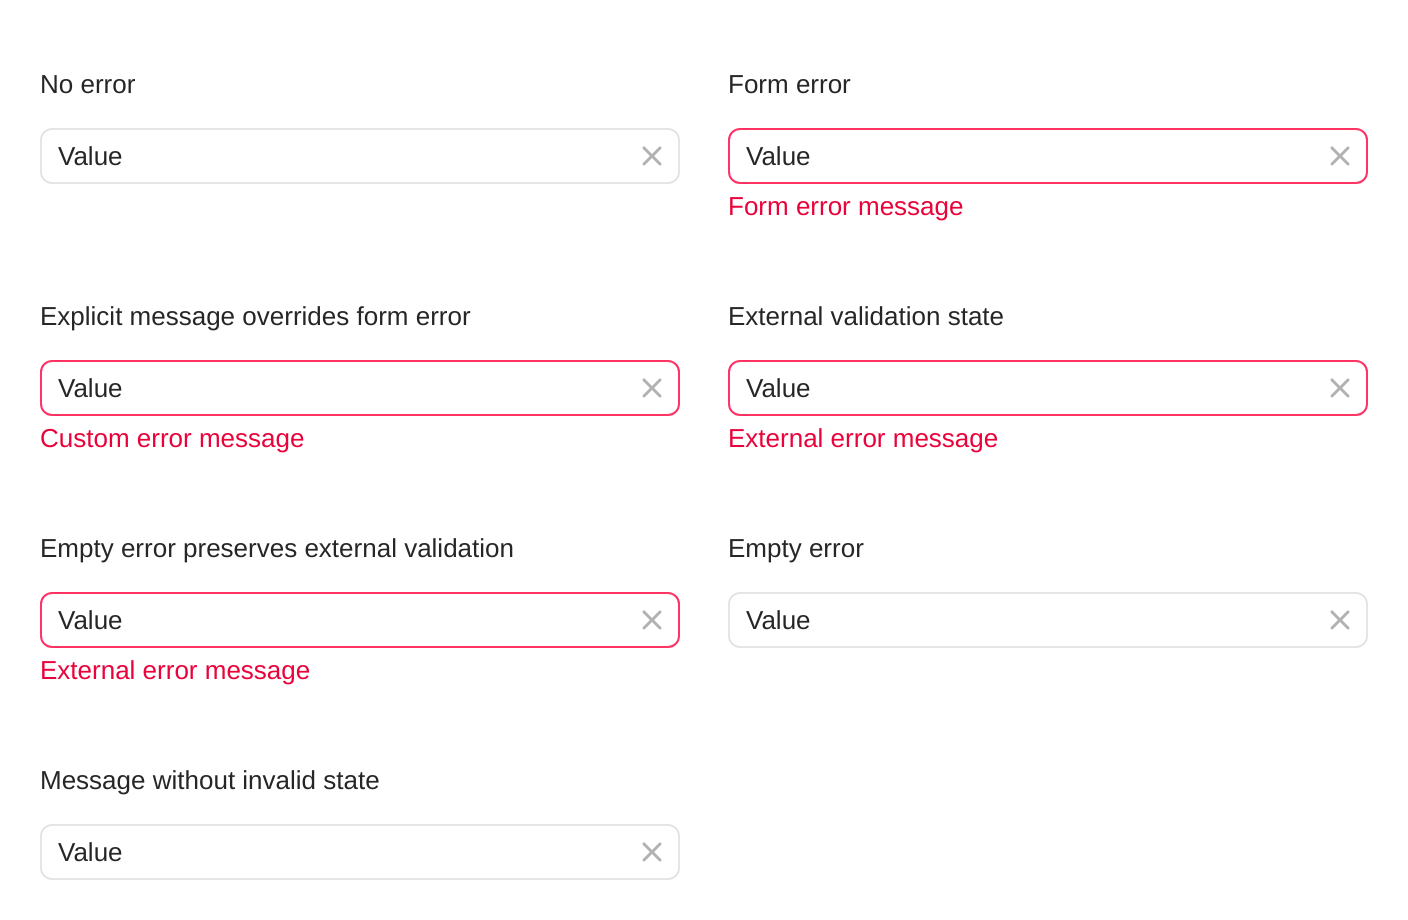 No error
Value
Form error
Value
Form error message
Explicit message overrides form error
Value
Custom error message
External validation state
Value
External error message
Empty error preserves external validation
Value
External error message
Empty error
Value
Message without invalid state
Value